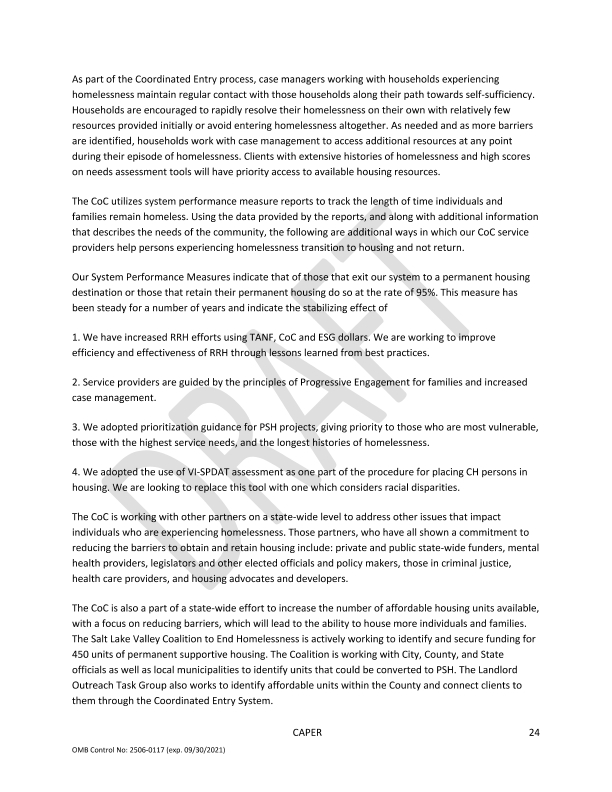 As part of the Coordinated Entry process, case managers working with households experiencing
homelessness maintain regular contact with those households along their path towards self-sufficiency.
Households are encouraged to rapidly resolve their homelessness on their own with relatively few
resources provided initially or avoid entering homelessness altogether. As needed and as more barriers
are identified, households work with case management to access additional resources at any point
during their episode of homelessness. Clients with extensive histories of homelessness and high scores
on needs assessment tools will have priority access to available housing resources.
The CoC utilizes system performance measure reports to track the length of time individuals and
families remain homeless. Using the data provided by the reports, and along with additional information
that describes the needs of the community, the following are additional ways in which our CoC service
providers help persons experiencing homelessness transition to housing and not return.
Our System Performance Measures indicate that of those that exit our system to a permanent housing
destination or those that retain their permanent housing do so at the rate of 95%. This measure has
been steady for a number of years and indicate the stabilizing effect of
1. We have increased RRH efforts using TANF, CoC and ESG dollars. We are working to improve
efficiency and effectiveness of RRH through lessons learned from best practices.
2. Service providers are guided by the principles of Progressive Engagement for families and increased
case management.
3. We adopted prioritization guidance for PSH projects, giving priority to those who are most vulnerable,
those with the highest service needs, and the longest histories of homelessness.
4. We adopted the use of VI-SPDAT assessment as one part of the procedure for placing CH persons in
housing. We are looking to replace this tool with one which considers racial disparities.
The CoC is working with other partners on a state-wide level to address other issues that impact
individuals who are experiencing homelessness. Those partners, who have all shown a commitment to
reducing the barriers to obtain and retain housing include: private and public state-wide funders, mental
health providers, legislators and other elected officials and policy makers, those in criminal justice,
health care providers, and housing advocates and developers.
The CoC is also a part of a state-wide effort to increase the number of affordable housing units available,
with a focus on reducing barriers, which will lead to the ability to house more individuals and families.
The Salt Lake Valley Coalition to End Homelessness is actively working to identify and secure funding for
450 units of permanent supportive housing. The Coalition is working with City, County, and State
officials as well as local municipalities to identify units that could be converted to PSH. The Landlord
Outreach Task Group also works to identify affordable units within the County and connect clients to
them through the Coordinated Entry System.
DRAFT
CAPER 24
OMB Control No: 2506-0117 (exp. 09/30/2021)